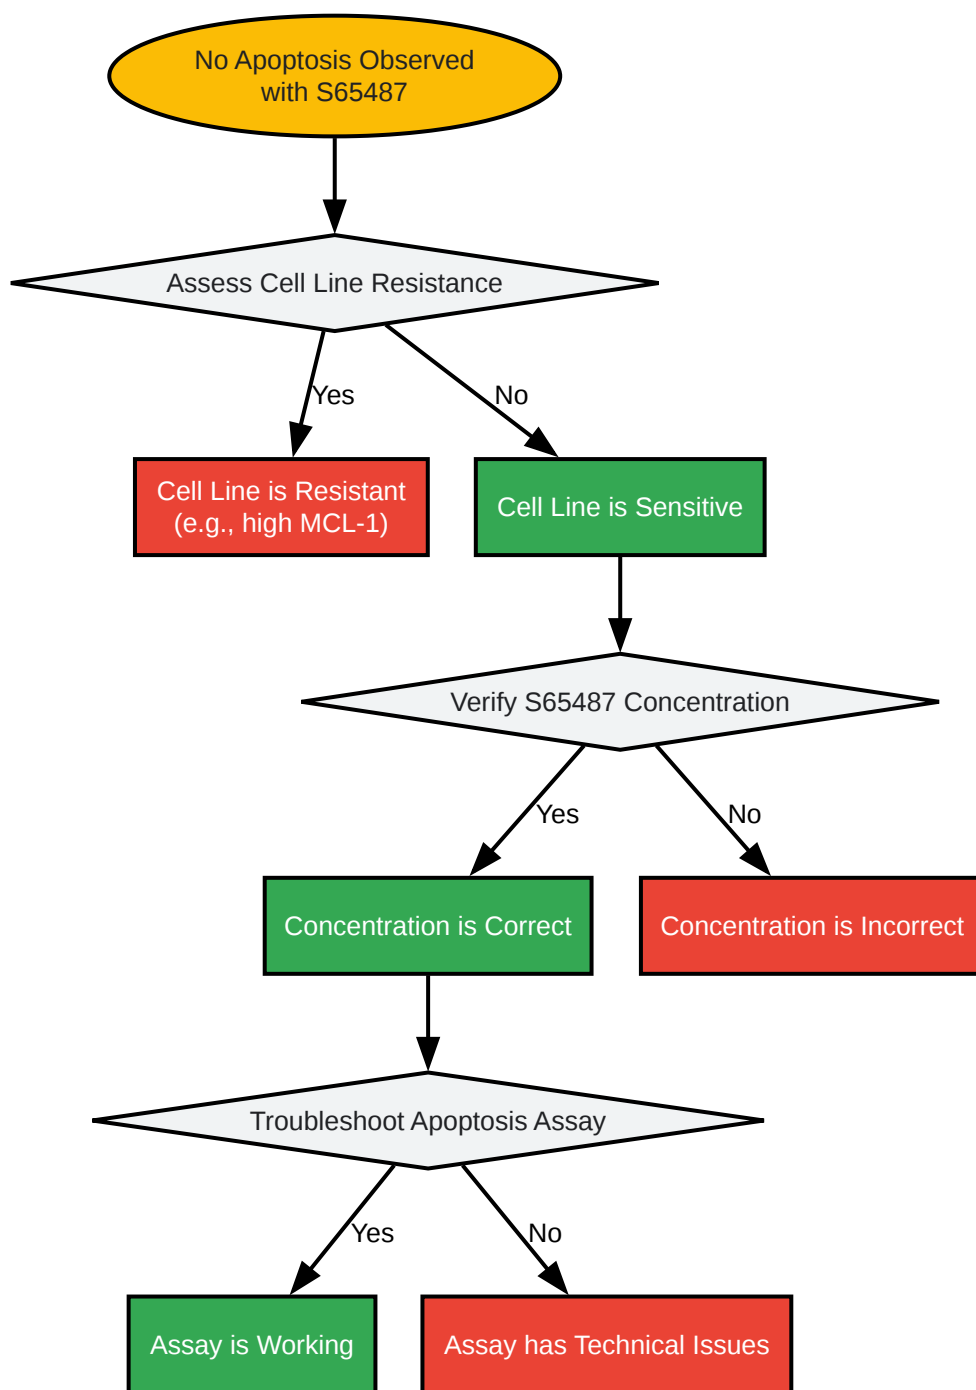 No Apoptosis Observed
with S65487
Assess Cell Line Resistance
Yes
No
Cell Line is Resistant
(e.g., high MCL-1)
Cell Line is Sensitive
Verify S65487 Concentration
Yes
No
Concentration is Correct
Concentration is Incorrect
Troubleshoot Apoptosis Assay
Yes
No
Assay is Working
Assay has Technical Issues